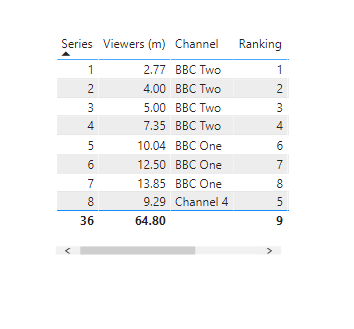 Series Viewers (m) Channel Ranking
1 2.77 BBC Two 1
2 4.00 BBC Two 2
3 5.00 BBC Two 3
4 7.35 BBC Two 4
5 10.04 BBC One 6
6 12.50 BBC One 7
7 13.85 BBC One 8
8 9.29 Channel 4 5
36 64.80 9